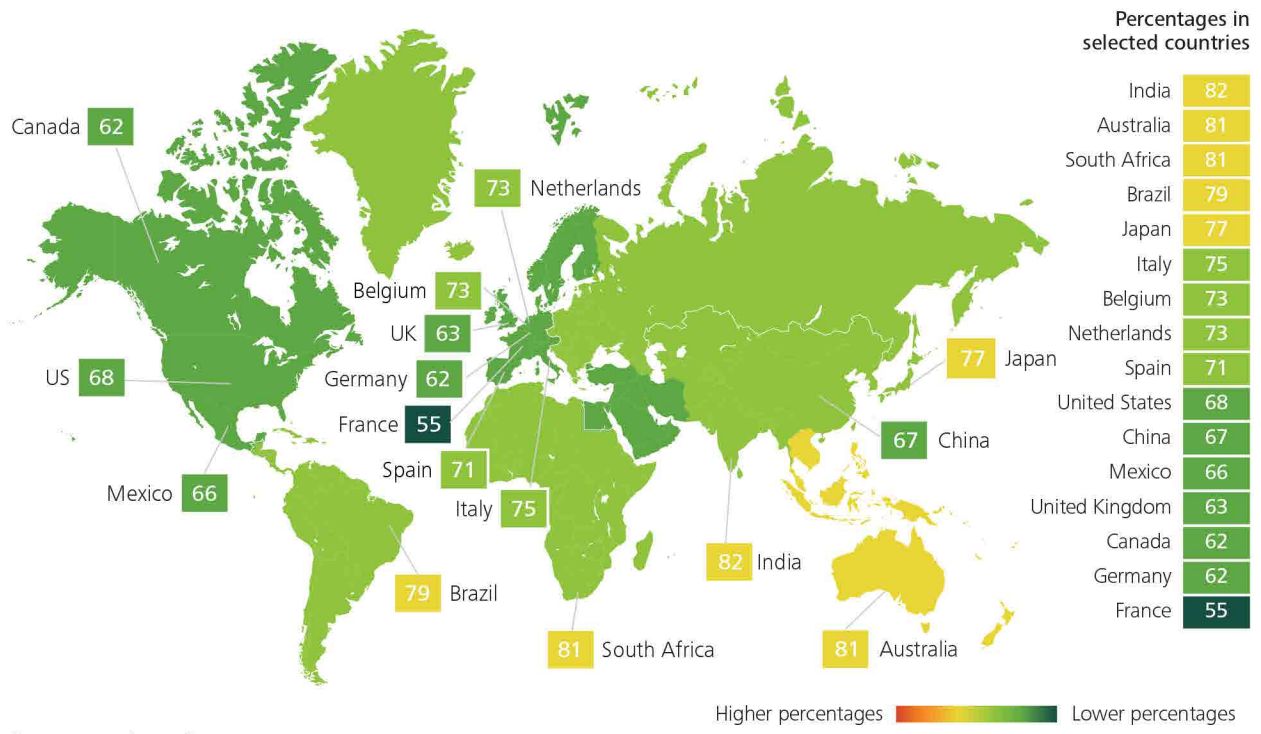 Percentages in
selected countries
India 82
Australia 81
South Africa 81
Brazil 79
Japan 77
Italy 75
Belgium 73
Netherlands 73
Spain 71
United States 68
China 67
Mexico 66
United Kingdom 63
Canada 62
Germany 62
France 55
Canada 62
73 Netherlands
Belgium 73
UK 63
US 68
Germany 62
77 Japan
France 55
67 China
Spain 71
Mexico 66
Italy 75
82 India
79 Brazil
81 South Africa
81 Australia
Higher percentages
Lower percentages